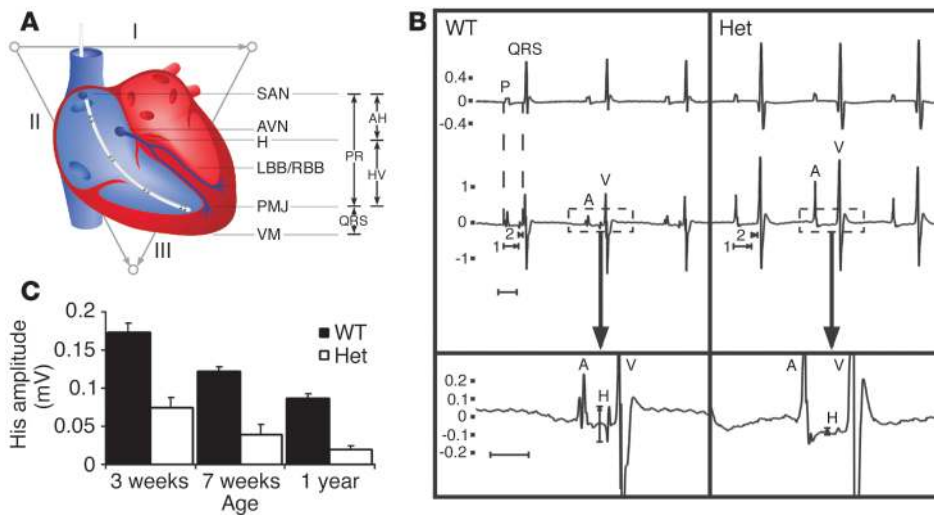 A
I
II
III
SAN
AVN
H
LBB/RBB
PMJ
VM
PR
AH
HV
QRS
B
WT
Het
QRS
P
0.4
0
-0.4
A
V
A
V
1
0
-1
2
1
2
1
A
V
H
A
V
H
0.2
0
-0.1
-0.2
C
His amplitude
(mV)
0.2
0.15
0.1
0.05
0
WT
Het
3 weeks
7 weeks
1 year
Age